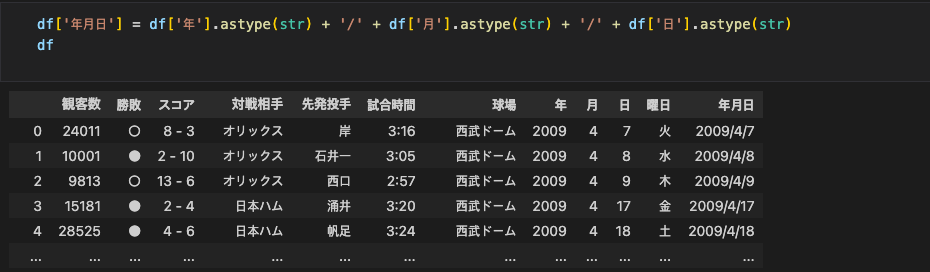 df['年月日'] = df['年'].astype(str) + '/' + df['月'].astype(str) + '/' + df['日'].astype(str)
df
観客数 勝敗 スコア 対戦相手 先発投手 試合時間 球場 年 月 日 曜日 年月日
0 24011 ○ 8 - 3 オリックス 岸 3:16 西武ドーム 2009 4 7 火 2009/4/7
1 10001 ● 2 - 10 オリックス 石井一 3:05 西武ドーム 2009 4 8 水 2009/4/8
2 9813 ○ 13 - 6 オリックス 西口 2:57 西武ドーム 2009 4 9 木 2009/4/9
3 15181 ● 2 - 4 日本ハム 涌井 3:20 西武ドーム 2009 4 17 金 2009/4/17
4 28525 ● 4 - 6 日本ハム 帆足 3:24 西武ドーム 2009 4 18 土 2009/4/18
... ... ... ... ... ... ... ... ... ... ... ... ...